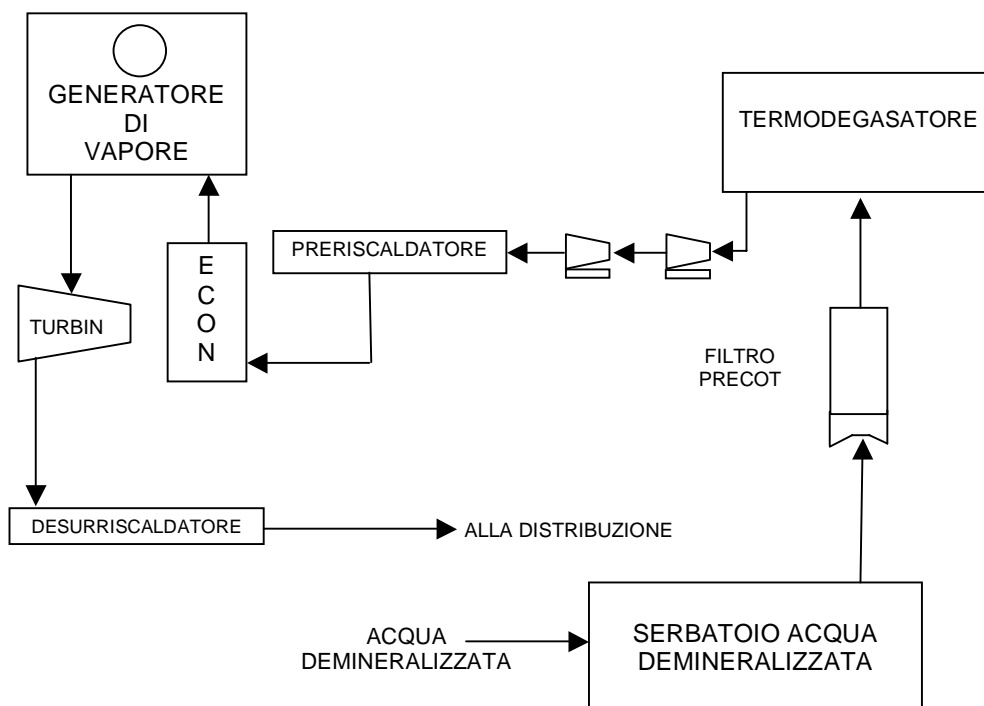 GENERATORE
DI
VAPORE
TERMODEGASATORE
PRERISCALDATORE
E
C
O
N
TURBIN
FILTRO
PRECOT
DESURRISCALDATORE
ALLA DISTRIBUZIONE
ACQUA
DEMINERALIZZATA
SERBATOIO ACQUA
DEMINERALIZZATA